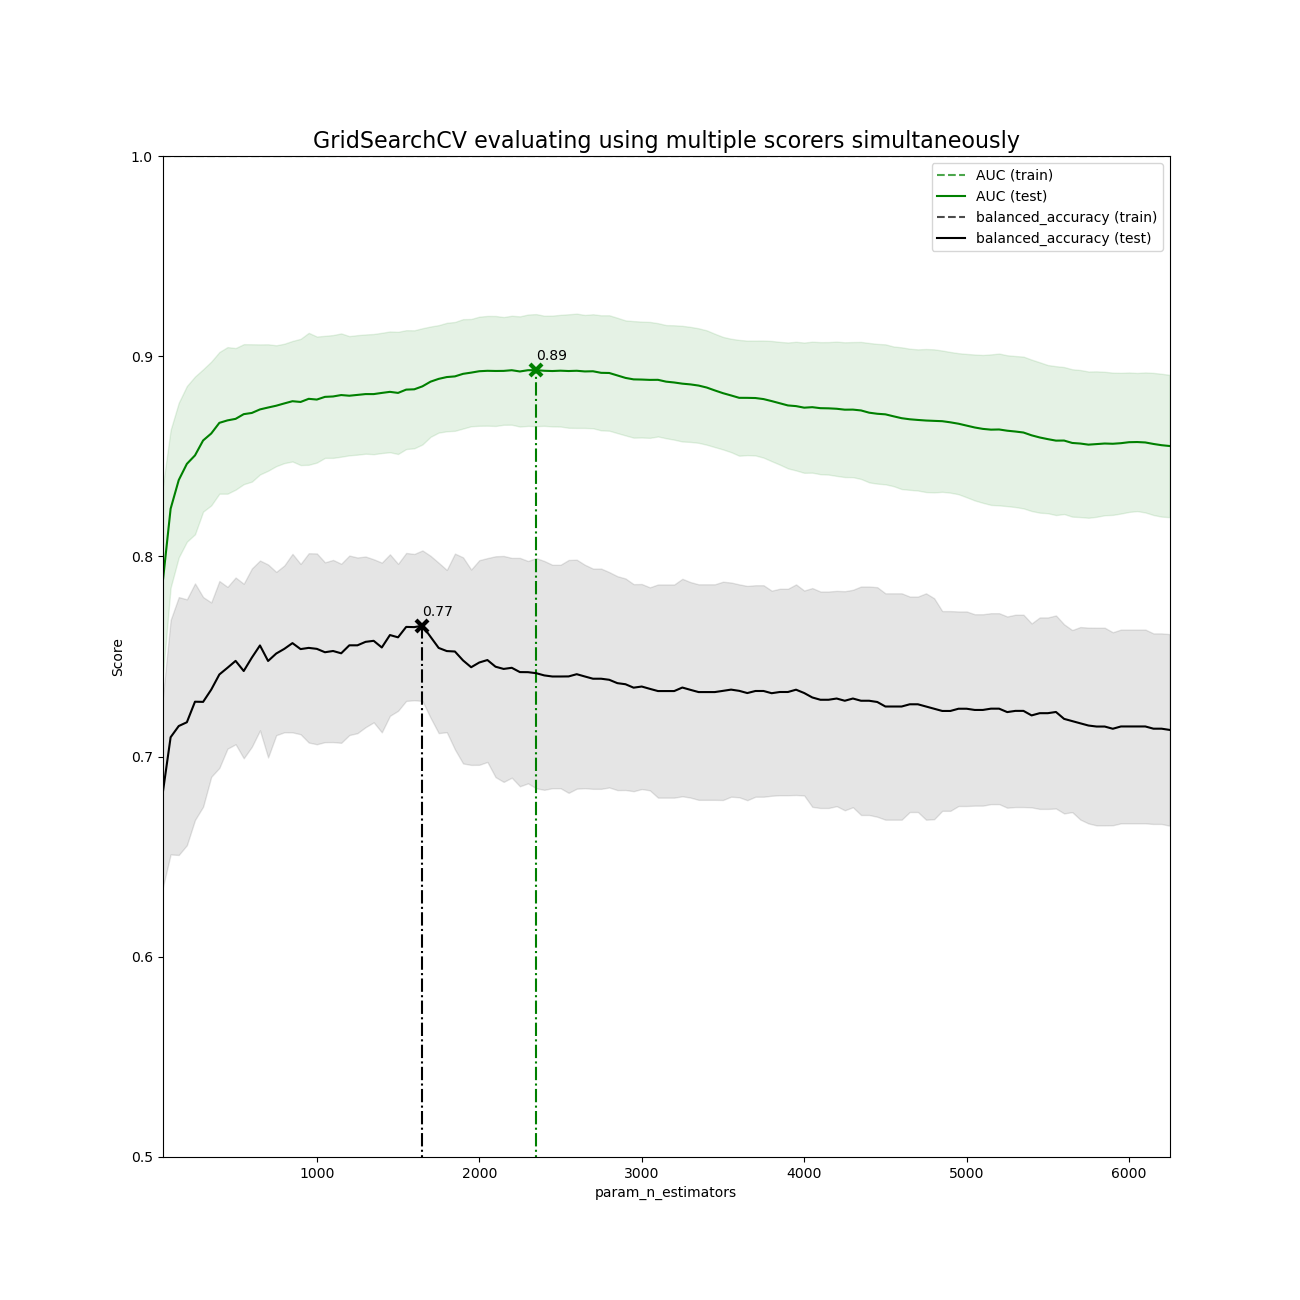 GridSearchCV evaluating using multiple scorers simultaneously
1.0
AUC (train)
AUC (test)
balanced_accuracy (train)
balanced_accuracy (test)
0.9
0.89
0.8
0.77
Score
0.7
0.6
0.5
1000 2000 3000 4000 5000 6000
param_n_estimators